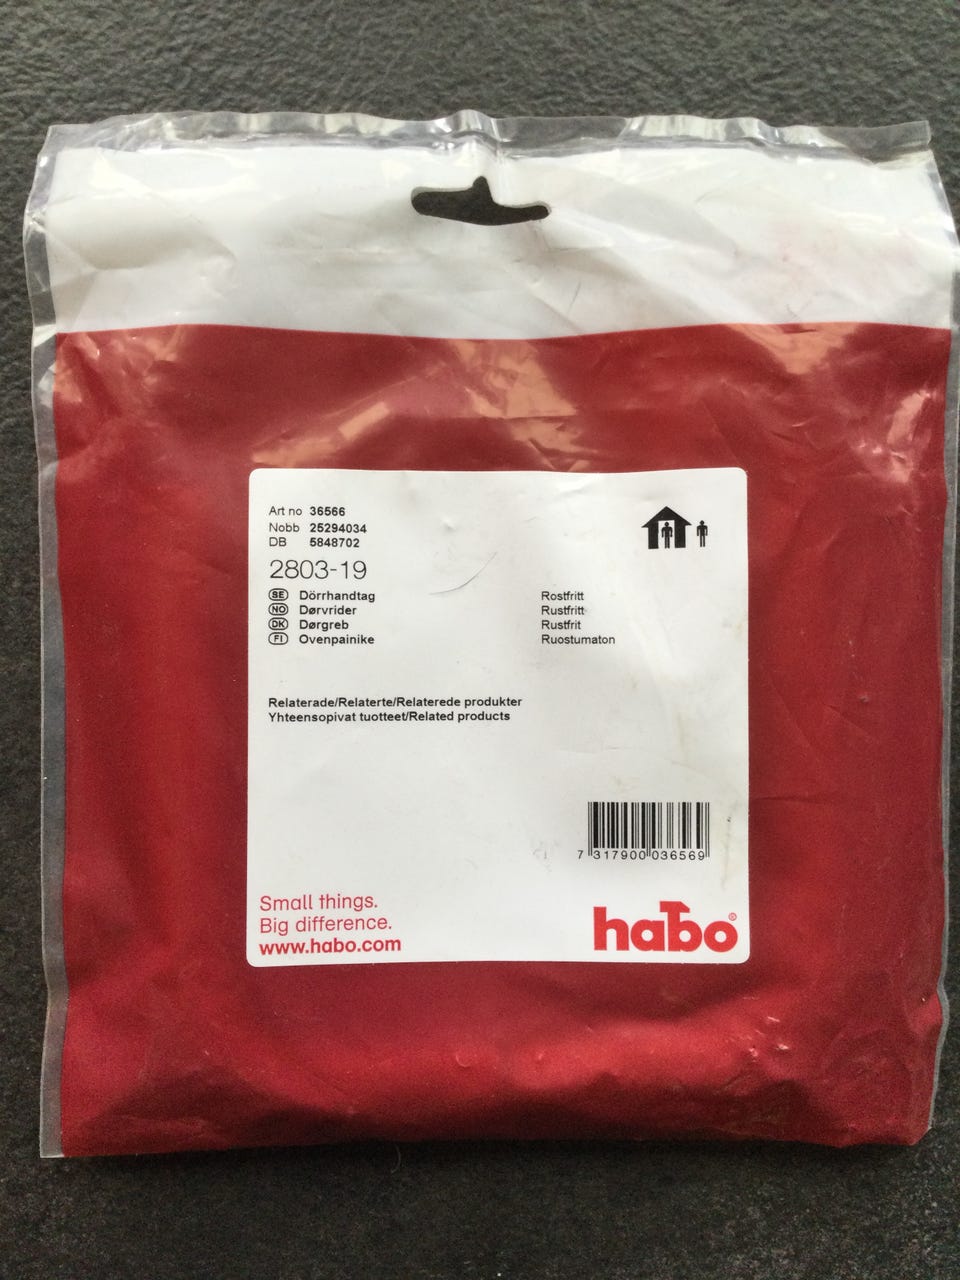 Art no 36566
Nobb 25294034
DB 5848702
2803-19
SE Dörrhandtag Rostfritt
NO Dørvrider Rustfritt
DK Dørgreb Rustfrit
FI Ovenpainike Ruostumaton
Relaterade/Relaterte/Relaterede produkter
Yhteensopivat tuotteet/Related products
7 317900 036569
Small things.
Big difference.
www.habo.com
habo®